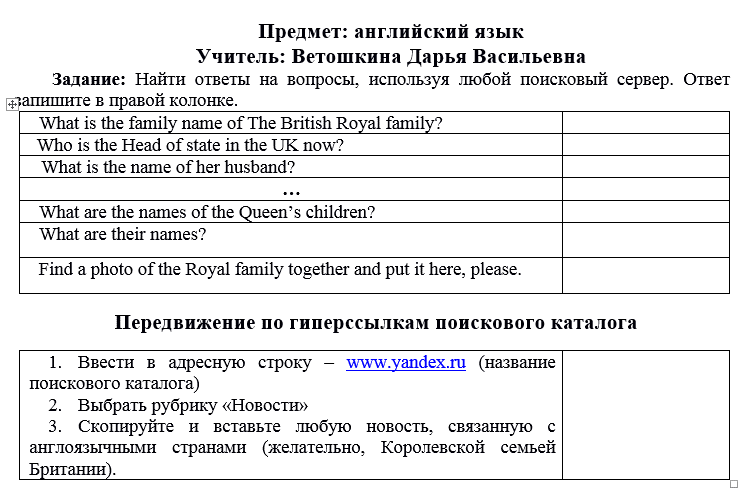 Предмет: английский язык
Учитель: Ветошкина Дарья Васильевна
Задание: Найти ответы на вопросы, используя любой поисковый сервер. Ответ
запишите в правой колонке.
What is the family name of The British Royal family?
Who is the Head of state in the UK now?
What is the name of her husband?
…
What are the names of the Queen’s children?
What are their names?
Find a photo of the Royal family together and put it here, please.
Передвижение по гиперссылкам поискового каталога
1. Ввести в адресную строку – www.yandex.ru (название
поискового каталога)
2. Выбрать рубрику «Новости»
3. Скопируйте и вставьте любую новость, связанную с
англоязычными странами (желательно, Королевской семьей
Британии).